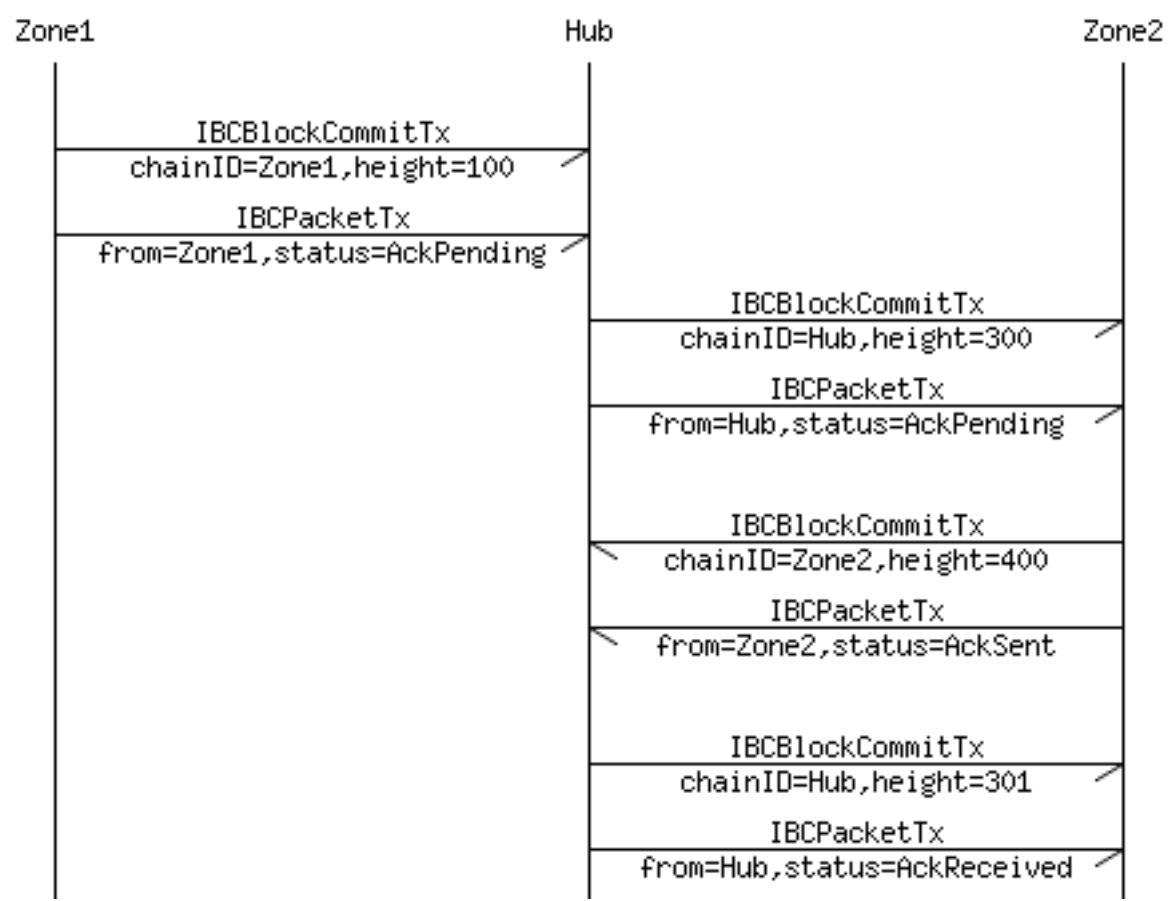 Zone1 Hub Zone2
IBCBlockCommitTx
chainID=Zone1,height=100
IBCPacketTx
from=Zone1,status=AckPending
IBCBlockCommitTx
chainID=Hub,height=300
IBCPacketTx
from=Hub,status=AckPending
IBCBlockCommitTx
chainID=Zone2,height=400
IBCPacketTx
from=Zone2,status=AckSent
IBCBlockCommitTx
chainID=Hub,height=301
IBCPacketTx
from=Hub,status=AckReceived